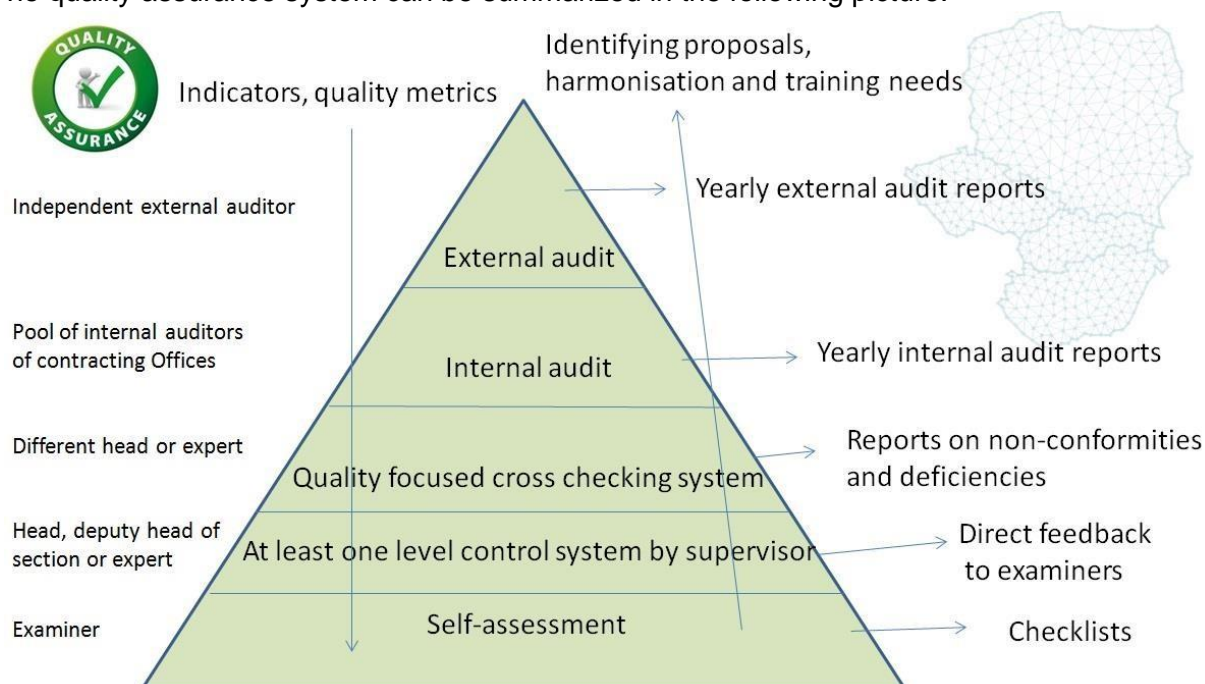 quality assurance system can be summarized in the following picture.
QUALITY
ASSURANCE
Indicators, quality metrics
Identifying proposals,
harmonisation and training needs
Independent external auditor
Yearly external audit reports
External audit
Pool of internal auditors
of contracting Offices
Internal audit
Yearly internal audit reports
Different head or expert
Quality focused cross checking system
Reports on non-conformities
and deficiencies
Head, deputy head of
section or expert
At least one level control system by supervisor
Direct feedback
to examiners
Examiner
Self-assessment
Checklists